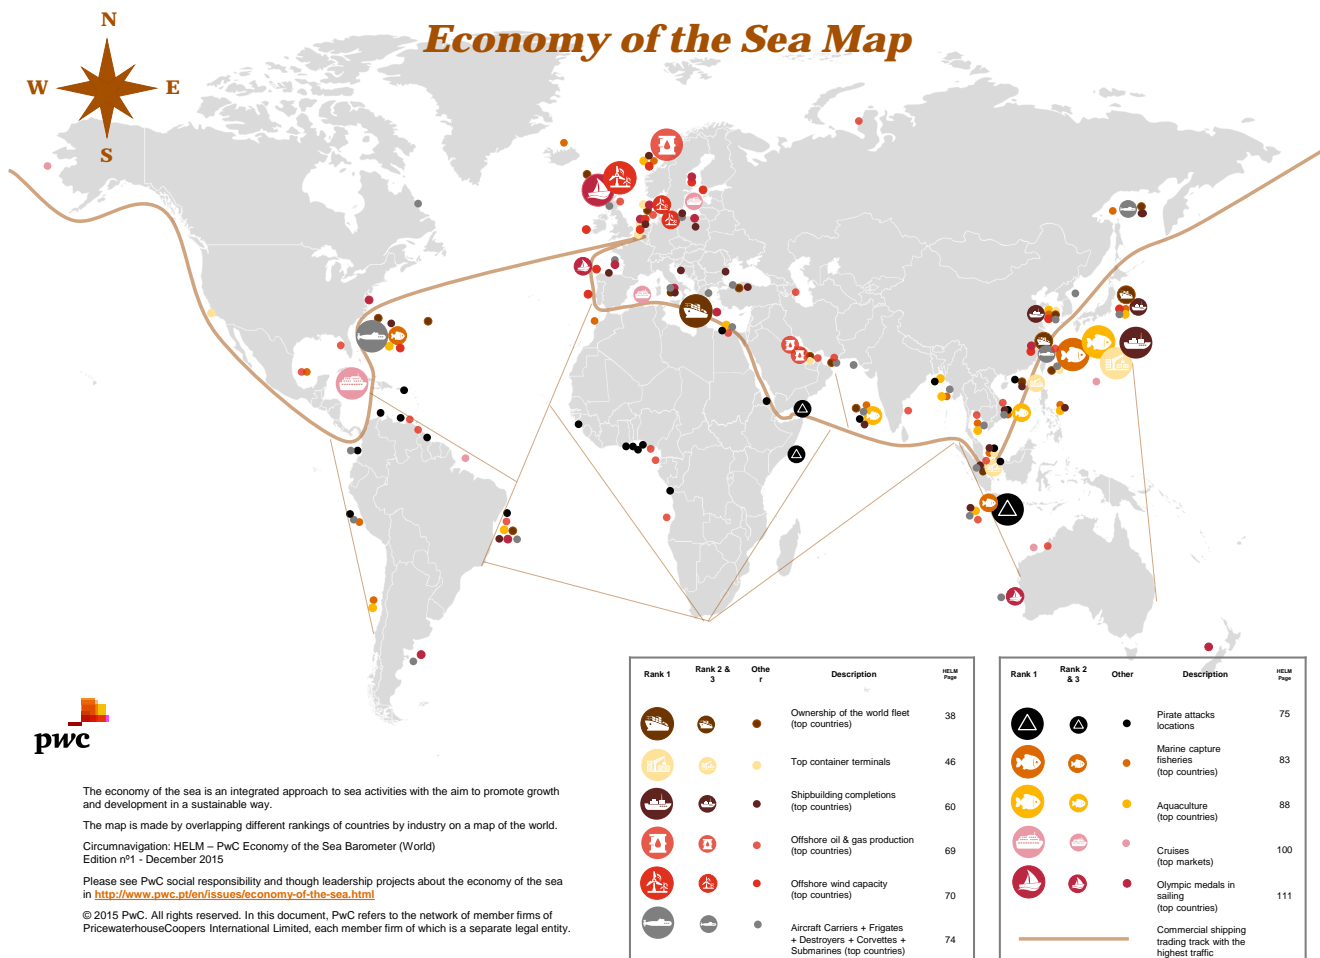 Economy of the Sea Map
N
W
E
S
pwc
The economy of the sea is an integrated approach to sea activities with the aim to promote growth
and development in a sustainable way.
The map is made by overlapping different rankings of countries by industry on a map of the world.
Circumnavigation: HELM – PwC Economy of the Sea Barometer (World)
Edition nº1 - December 2015
Please see PwC social responsibility and though leadership projects about the economy of the sea
in http://www.pwc.pt/en/issues/economy-of-the-sea.html
© 2015 PwC. All rights reserved. In this document, PwC refers to the network of member firms of
PricewaterhouseCoopers International Limited, each member firm of which is a separate legal entity.
Rank 1
Rank 2 &
3
Othe
r
Description
HELM
Page
Ownership of the world fleet
(top countries)
38
Top container terminals
46
Shipbuilding completions
(top countries)
60
Offshore oil & gas production
(top countries)
69
Offshore wind capacity
(top countries)
70
Aircraft Carriers + Frigates
+ Destroyers + Corvettes +
Submarines (top countries)
74
Rank 1
Rank 2
& 3
Other
Description
HELM
Page
Pirate attacks
locations
75
Marine capture
fisheries
(top countries)
83
Aquaculture
(top countries)
88
Cruises
(top markets)
100
Olympic medals in
sailing
(top countries)
111
Commercial shipping
trading track with the
highest traffic